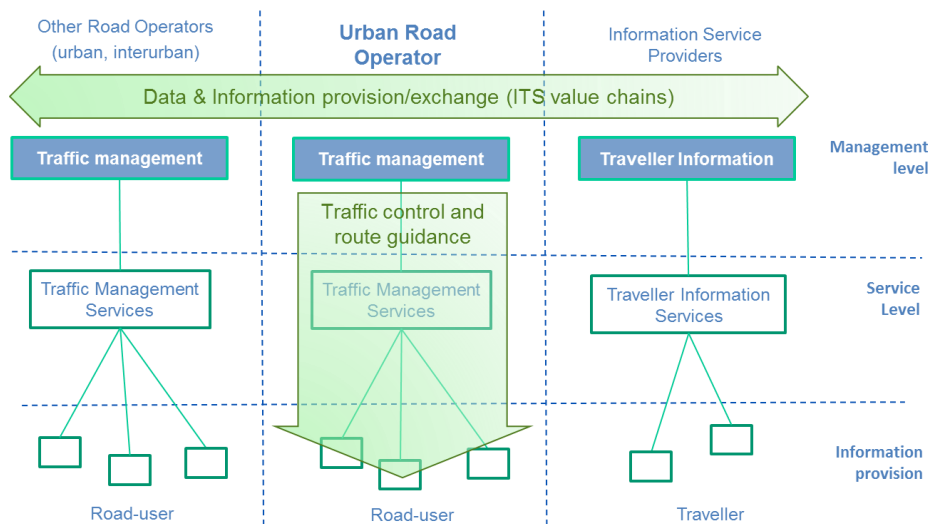 Other Road Operators
(urban, interurban)
Urban Road
Operator
Information Service
Providers
Data & Information provision/exchange (ITS value chains)
Traffic management
Traffic management
Traveller Information
Management
level
Traffic control and
route guidance
Traffic Management
Services
Traffic Management
Services
Traveller Information
Services
Service
Level
Information
provision
Road-user
Road-user
Traveller